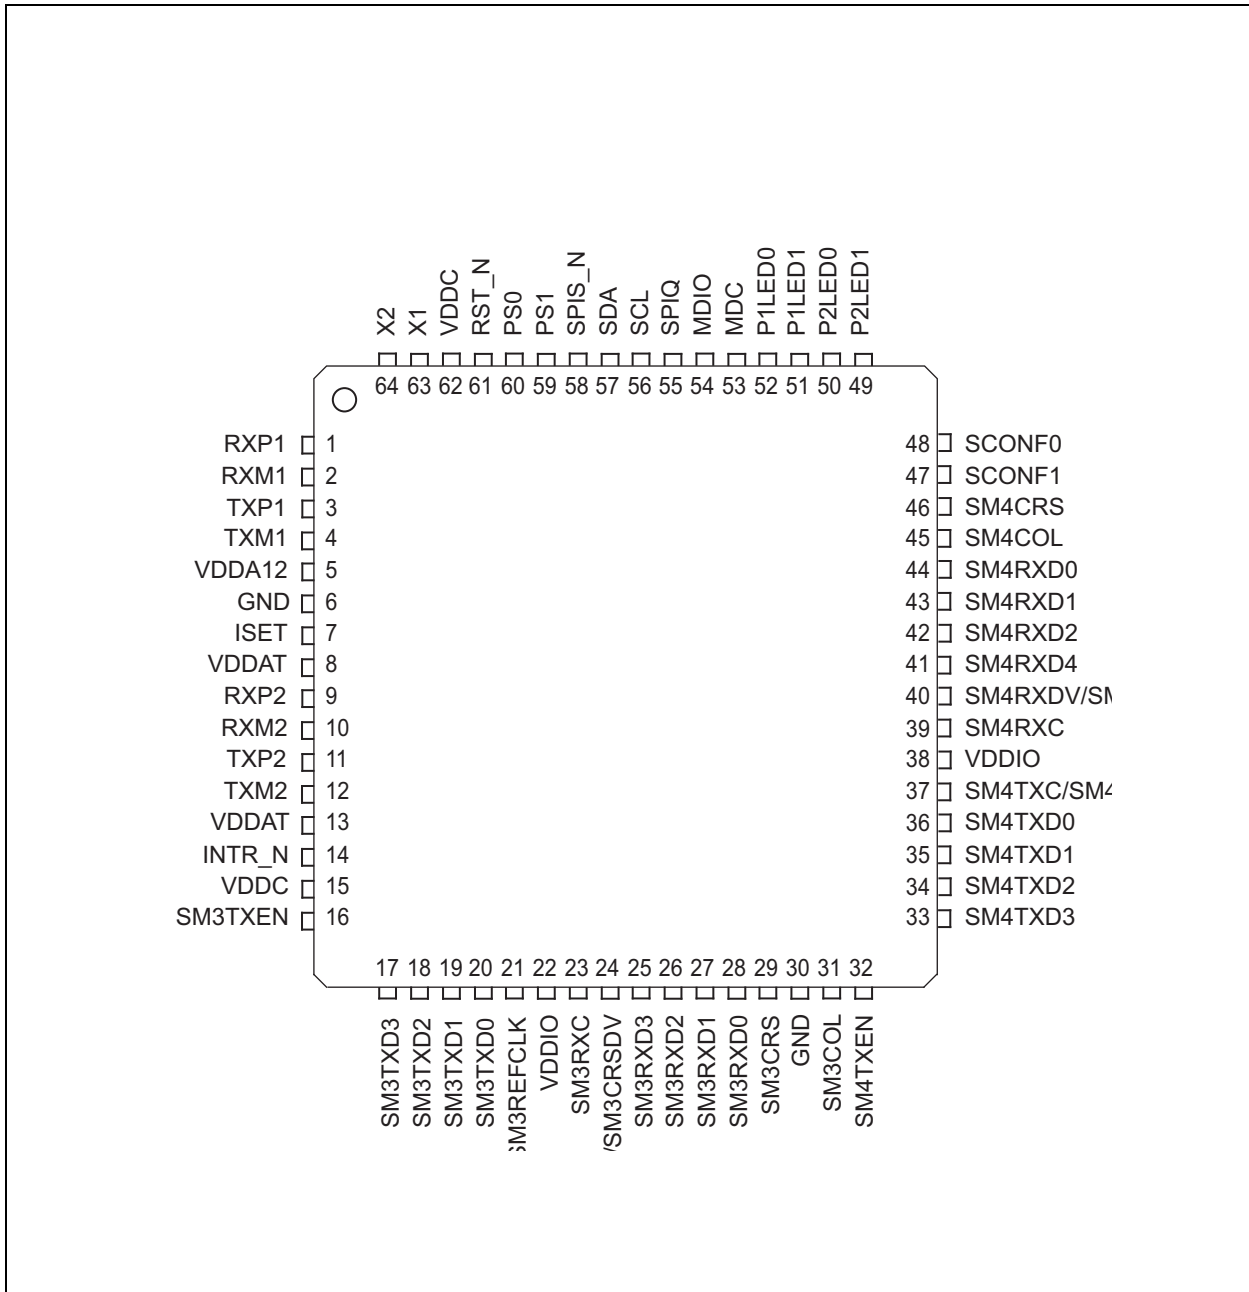 X2
X1
VDDC
RST_N
PS0
PS1
SPIS_N
SDA
SCL
SPIQ
MDIO
MDC
P1LED0
P1LED1
P2LED0
P2LED1
64 63 62 61 60 59 58 57 56 55 54 53 52 51 50 49
RXP1 1
RXM1 2
TXP1 3
TXM1 4
VDDA12 5
GND 6
ISET 7
VDDAT 8
RXP2 9
RXM2 10
TXP2 11
TXM2 12
VDDAT 13
INTR_N 14
VDDC 15
SM3TXEN 16
48 SCONF0
47 SCONF1
46 SM4CRS
45 SM4COL
44 SM4RXD0
43 SM4RXD1
42 SM4RXD2
41 SM4RXD4
40 SM4RXDV/
39 SM4RXC
38 VDDIO
37 SM4TXC/
36 SM4TXD0
35 SM4TXD1
34 SM4TXD2
33 SM4TXD3
17 18 19 20 21 22 23 24 25 26 27 28 29 30 31 32
SM3TXD3
SM3TXD2
SM3TXD1
SM3TXD0
SM3REFCLK
VDDIO
SM3RXC
/SM3CRSDV
SM3RXD3
SM3RXD2
SM3RXD1
SM3RXD0
SM3CRS
GND
SM3COL
SM4TXEN